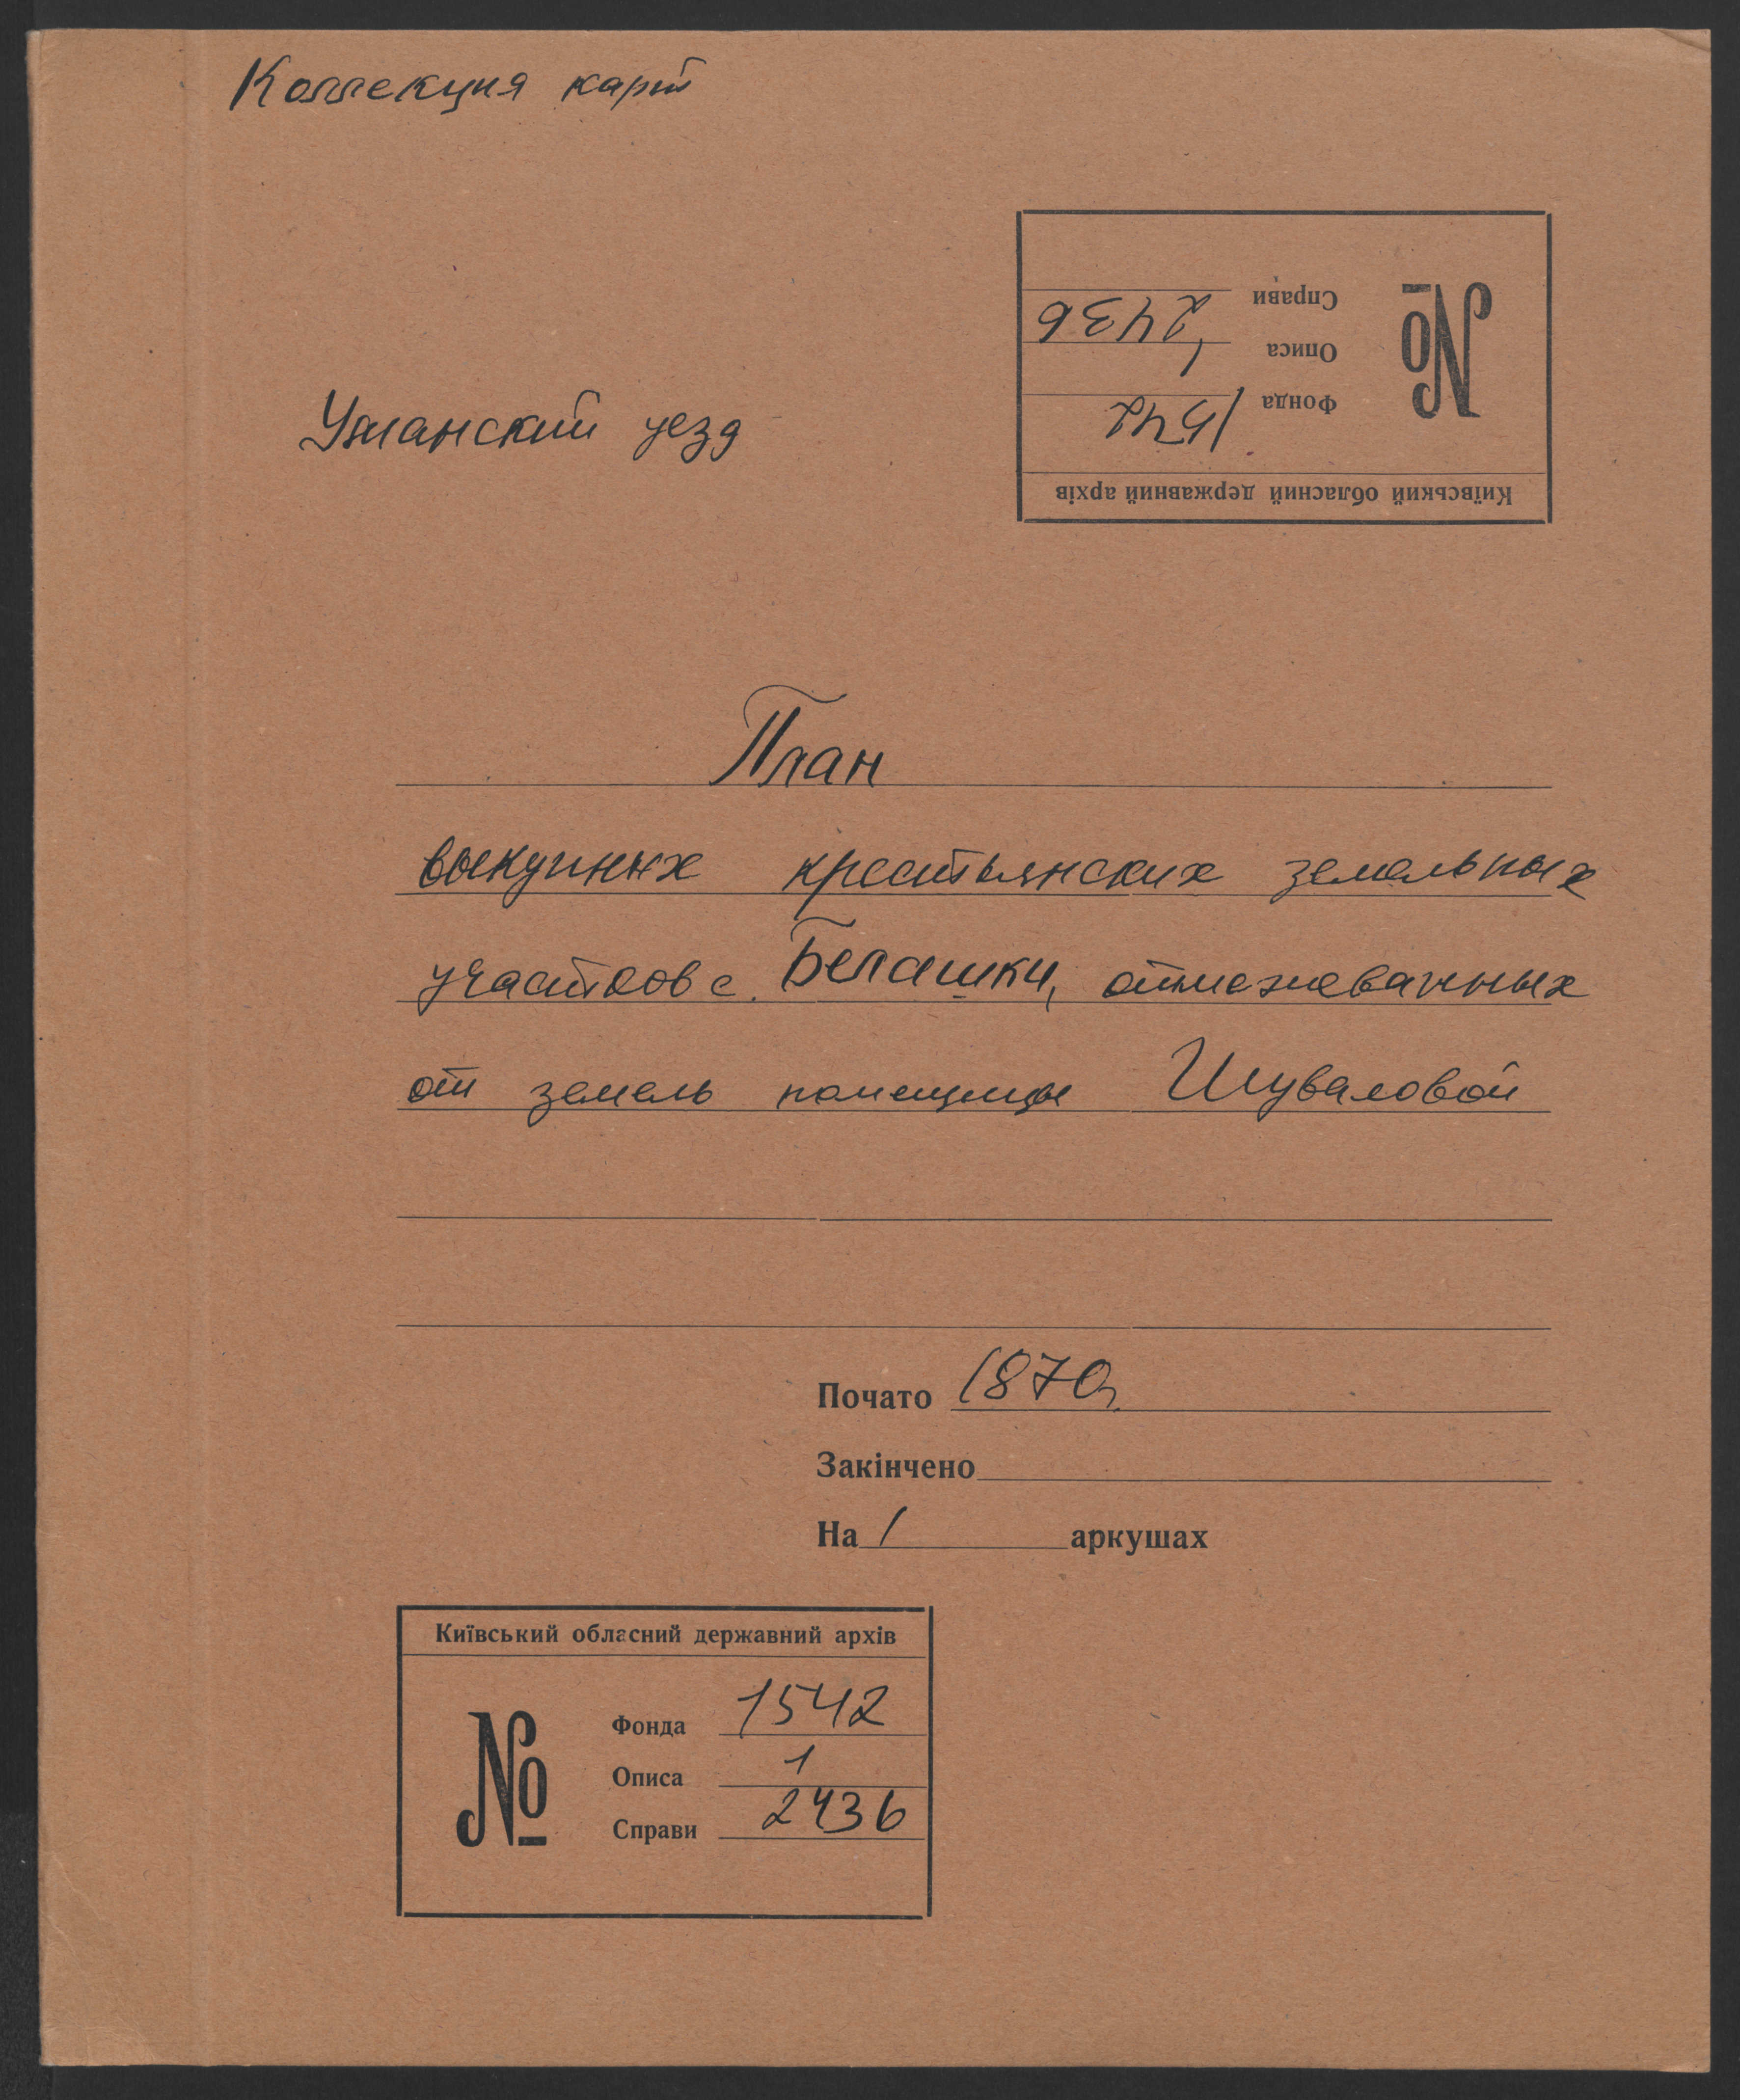 Коллекция карт
Справи 2436
Описа 1
Фонда 1542
№
Київський обласний державний архів
Уманский уезд
План
выкупных крестьянских земельных
участков с. Белашки, отмежеванных
от земель помещицы Шуваловой
Почато 1870г.
Закінчено
На 1 аркушах
Київський обласний державний архів
№
Фонда 1542
Описа 1
Справи 2436